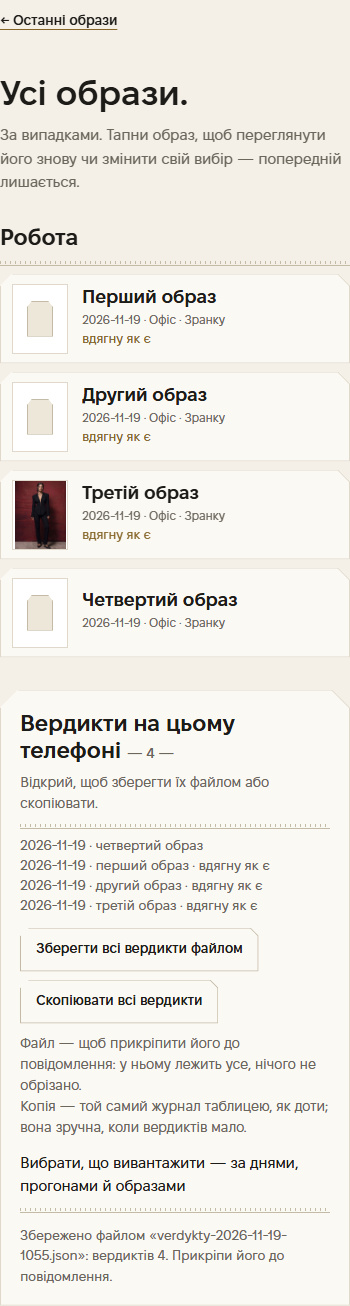 ← Останні образи
Усі образи.
За випадками. Тапни образ, щоб переглянути
його знову чи змінити свій вибір — попередній
лишається.
Робота
Перший образ
2026-11-19 · Офіс · Зранку
вдягну як є
Другий образ
2026-11-19 · Офіс · Зранку
вдягну як є
Третій образ
2026-11-19 · Офіс · Зранку
вдягну як є
Четвертий образ
2026-11-19 · Офіс · Зранку
Вердикти на цьому
телефоні — 4 —
Відкрий, щоб зберегти їх файлом або
скопіювати.
2026-11-19 · четвертий образ
2026-11-19 · перший образ · вдягну як є
2026-11-19 · другий образ · вдягну як є
2026-11-19 · третій образ · вдягну як є
Зберегти всі вердикти файлом
Скопіювати всі вердикти
Файл — щоб прикріпити його до
повідомлення: у ньому лежить усе, нічого не
обрізано.
Копія — той самий журнал таблицею, як доти;
вона зручна, коли вердиктів мало.
Вибрати, що вивантажити — за днями,
прогонами й образами
Збережено файлом «verdykty-2026-11-19-
1055.json»: вердиктів 4. Прикріпи його до
повідомлення.